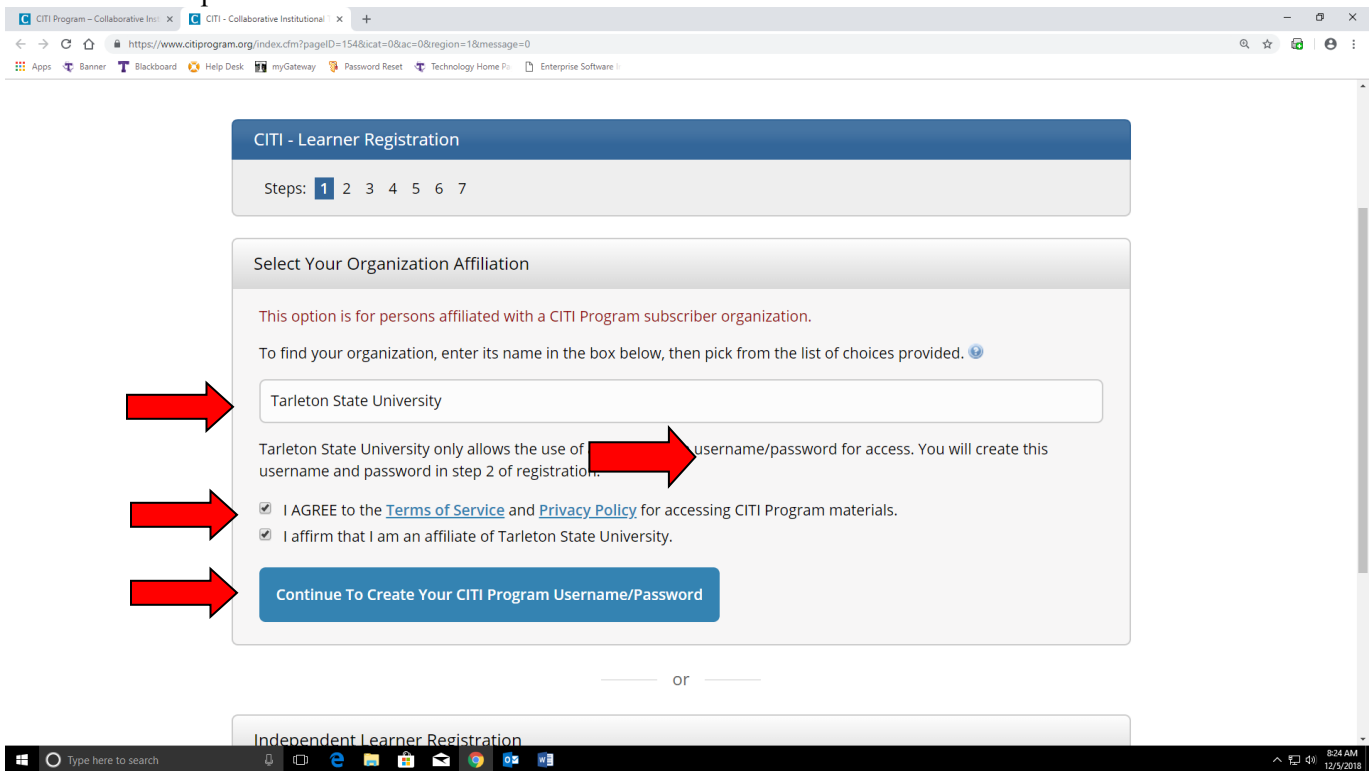 CITI Program – Collaborative Inst
CITI - Collaborative Institutional T
https://www.citiprogram.org/index.cfm?pageID=154&icat=0&ac=0&region=1&message=0
Apps Banner Blackboard Help Desk myGateway Password Reset Technology Home Pa Enterprise Software I
CITI - Learner Registration
Steps: 1 2 3 4 5 6 7
Select Your Organization Affiliation
This option is for persons affiliated with a CITI Program subscriber organization.
To find your organization, enter its name in the box below, then pick from the list of choices provided.
Tarleton State University
Tarleton State University only allows the use of username/password for access. You will create this
username and password in step 2 of registration.
I AGREE to the Terms of Service and Privacy Policy for accessing CITI Program materials.
I affirm that I am an affiliate of Tarleton State University.
Continue To Create Your CITI Program Username/Password
or
Independent Learner Registration
Type here to search
8:24 AM
12/5/2018